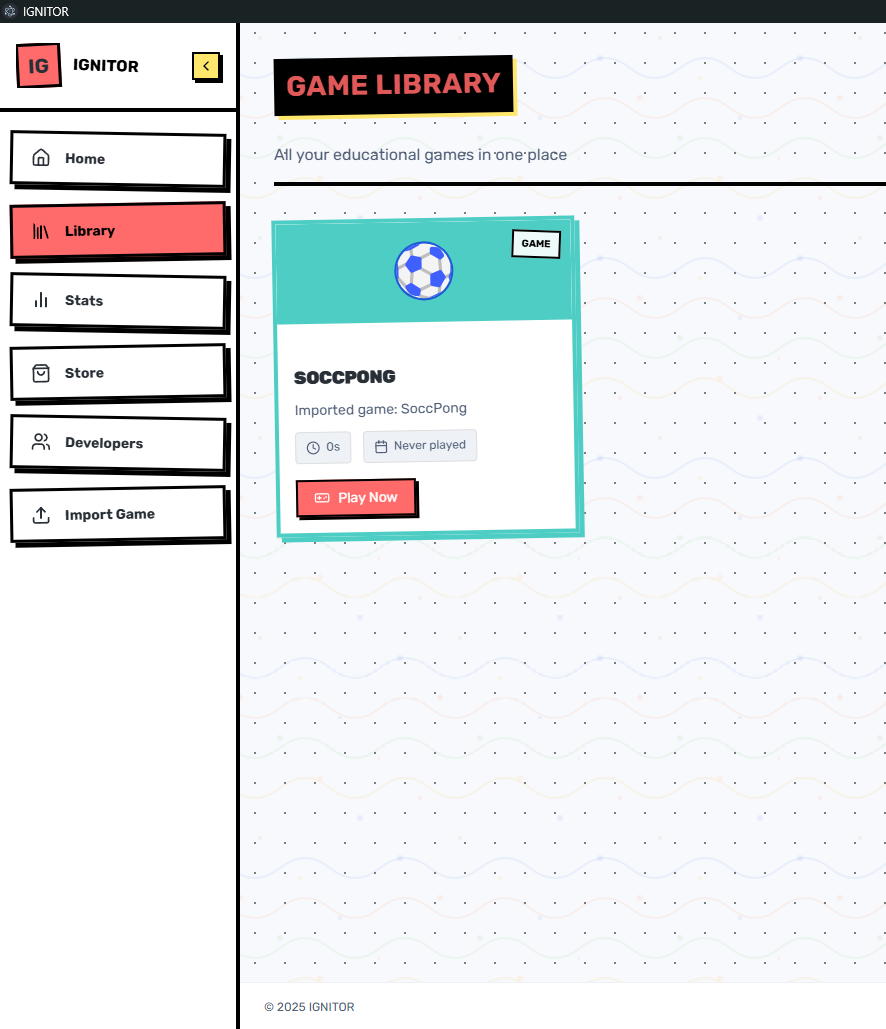 IGNITOR
IG IGNITOR
Home
Library
Stats
Store
Developers
Import Game
GAME LIBRARY
All your educational games in one place
GAME
SOCCPONG
Imported game: SoccPong
0s Never played
Play Now
© 2025 IGNITOR